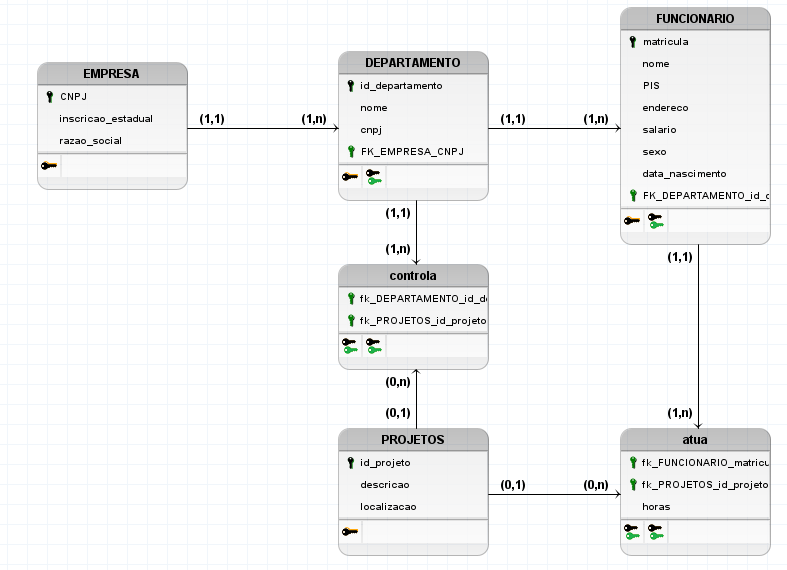 EMPRESA
CNPJ
inscricao_estadual
razao_social
(1,1)
(1,n)
DEPARTAMENTO
id_departamento
nome
cnpj
FK_EMPRESA_CNPJ
(1,1)
(1,n)
FUNCIONARIO
matricula
nome
PIS
endereco
salario
sexo
data_nascimento
FK_DEPARTAMENTO_id_d
(1,1)
(1,n)
controla
fk_DEPARTAMENTO_id_de
fk_PROJETOS_id_projeto
(0,n)
(0,1)
(1,1)
(1,n)
PROJETOS
id_projeto
descricao
localizacao
(0,1)
(0,n)
atua
fk_FUNCIONARIO_matricu
fk_PROJETOS_id_projeto
horas